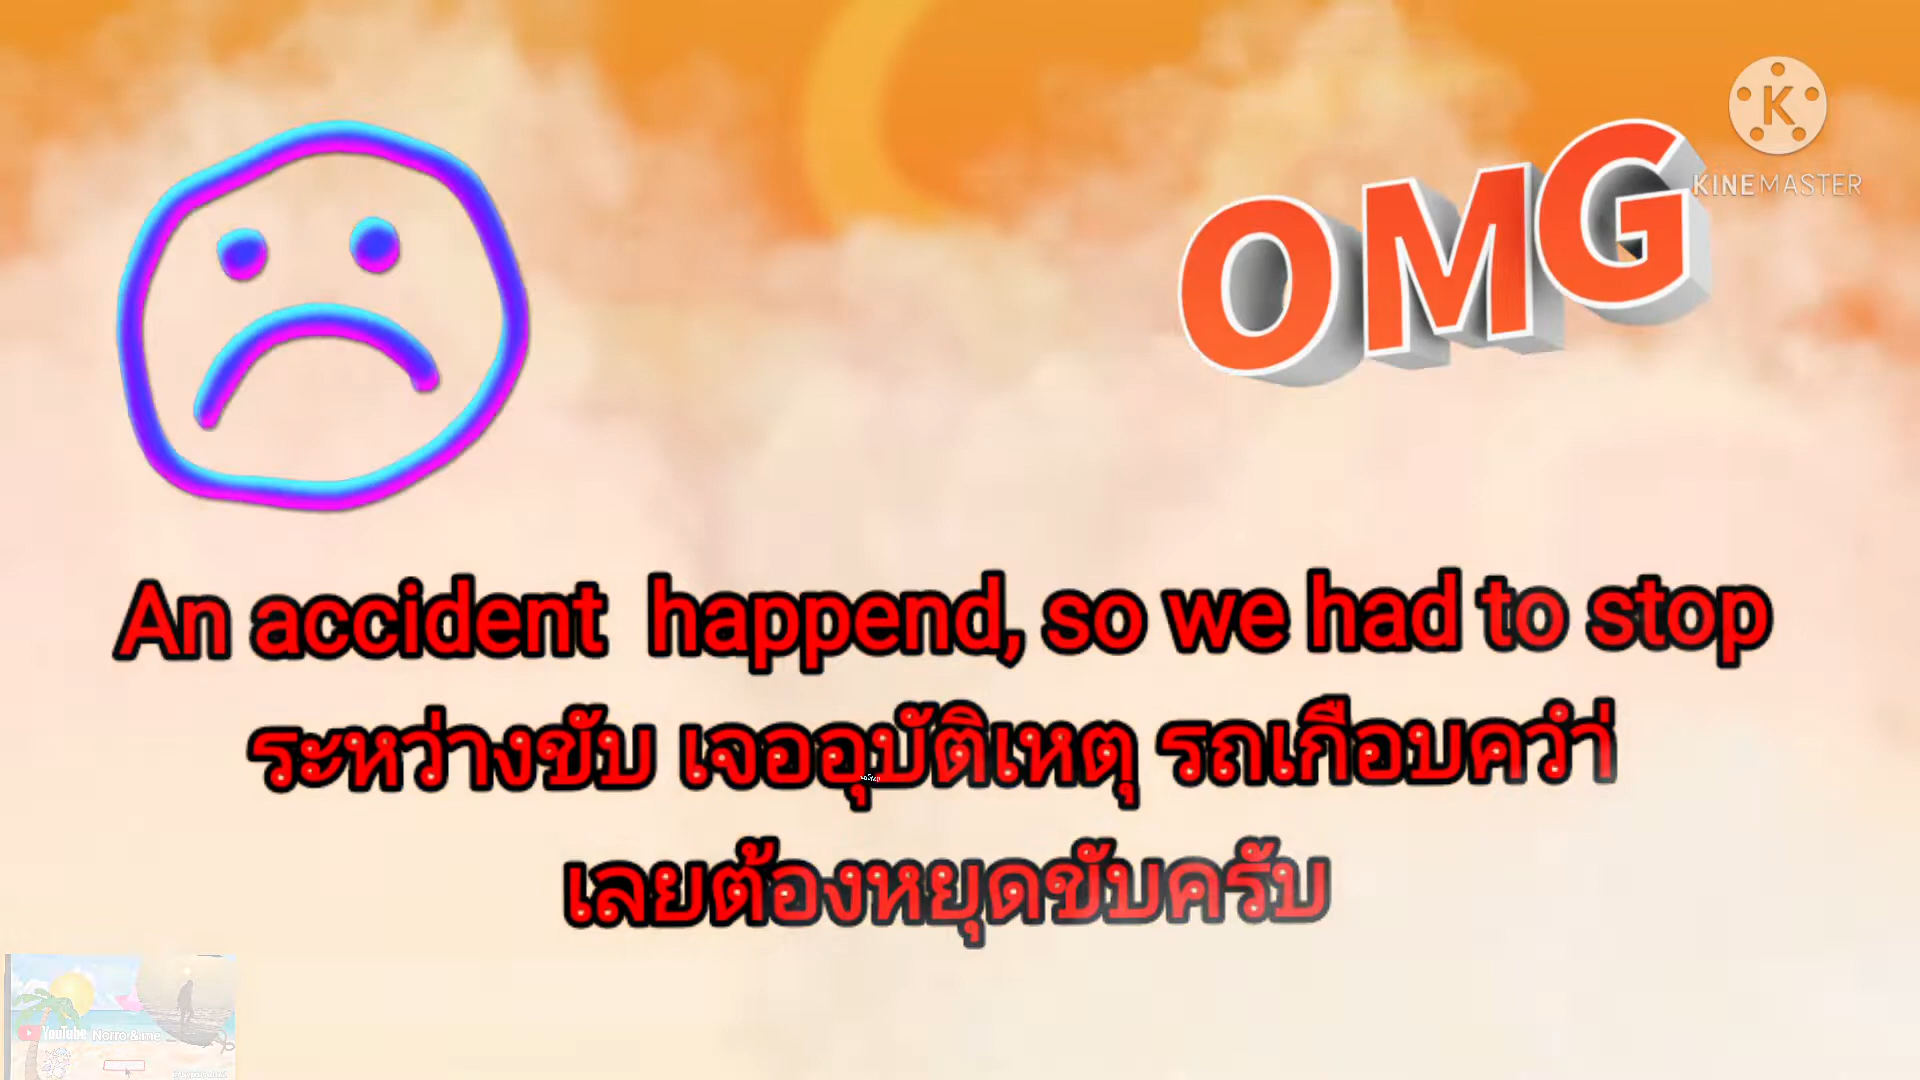 OMG
K
KINEMASTER
An accident happend, so we had to stop
ระหว่างขับ เจออุบัติเหตุ รถเกือบคว่ำ
เลยต้องหยุดขับครับ
YouTube Norro & me